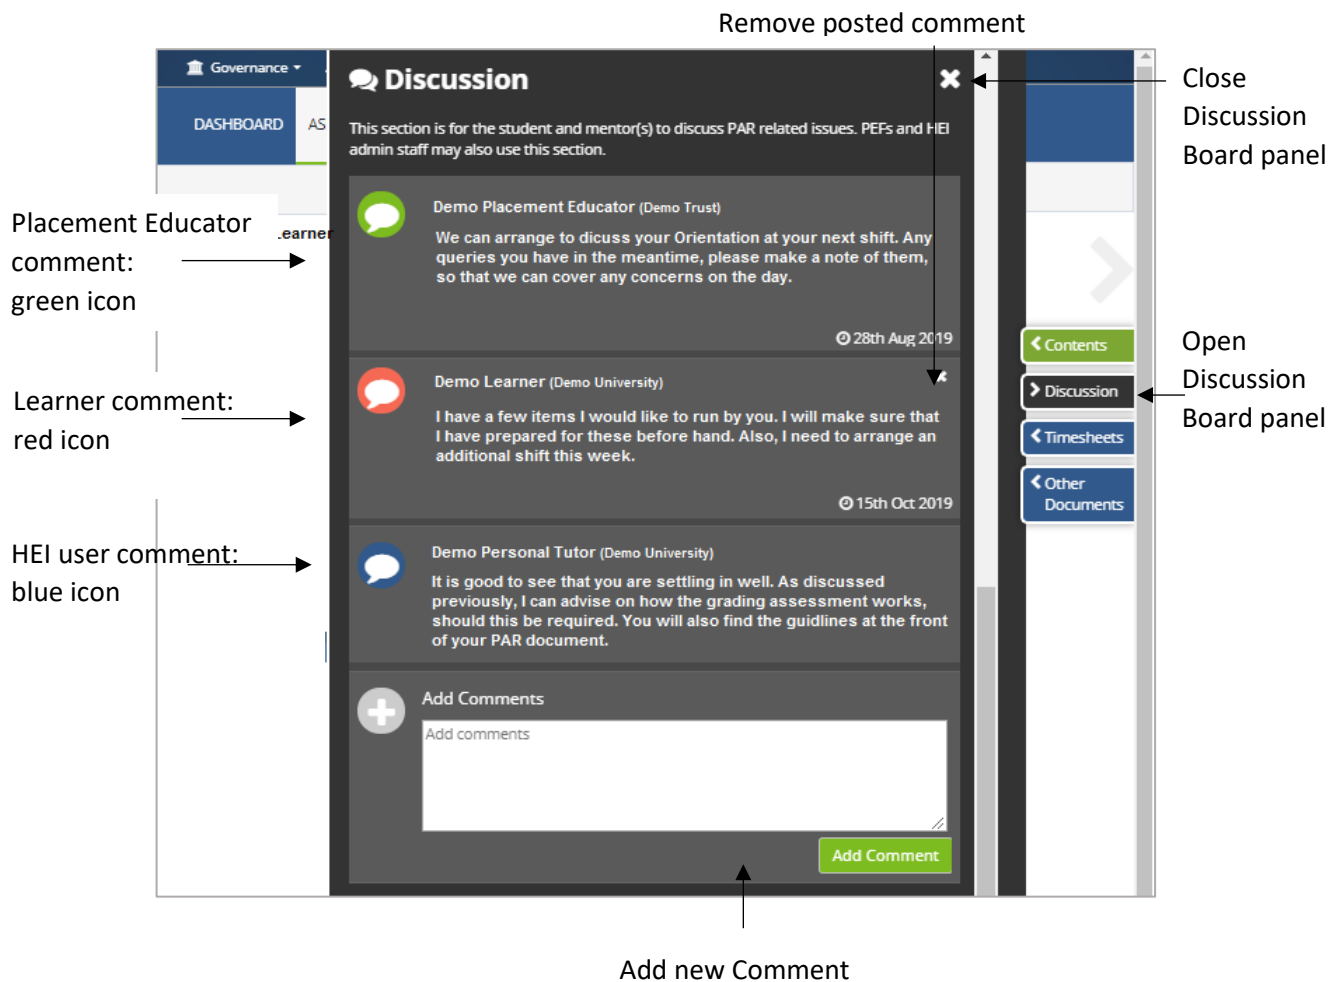 Remove posted comment
Governance
Discussion
Close
Discussion
Board panel
DASHBOARD
AS
This section is for the student and mentor(s) to discuss PAR related issues. PEFs and HEI
admin staff may also use this section.
Placement Educator
comment:
green icon
earner
Demo Placement Educator (Demo Trust)
We can arrange to dicuss your Orientation at your next shift. Any
queries you have in the meantime, please make a note of them,
so that we can cover any concerns on the day.
28th Aug 2019
Contents
Discussion
Timesheets
Other
Documents
Open
Discussion
Board panel
Learner comment:
red icon
Demo Learner (Demo University)
I have a few items I would like to run by you. I will make sure that
I have prepared for these before hand. Also, I need to arrange an
additional shift this week.
15th Oct 2019
HEI user comment:
blue icon
Demo Personal Tutor (Demo University)
It is good to see that you are settling in well. As discussed
previously, I can advise on how the grading assessment works,
should this be required. You will also find the guidlines at the front
of your PAR document.
Add Comments
Add comments
Add Comment
Add new Comment